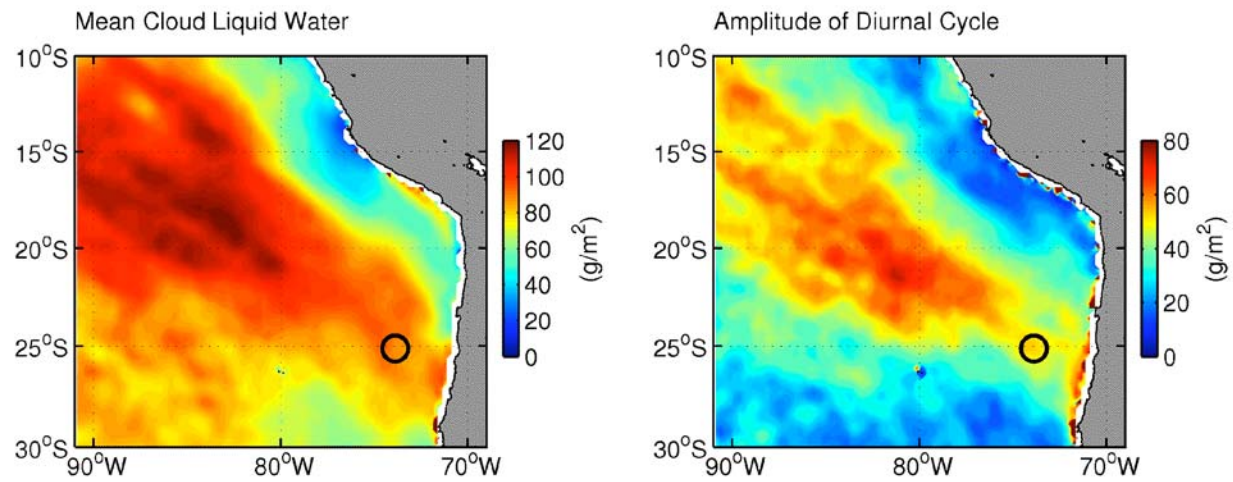 Mean Cloud Liquid Water
10°S
15°S
20°S
25°S
30°S
90°W
80°W
70°W
120
100
80
60
40
20
0
(g/m²)
Amplitude of Diurnal Cycle
10°S
15°S
20°S
25°S
30°S
90°W
80°W
70°W
80
60
40
20
0
(g/m²)